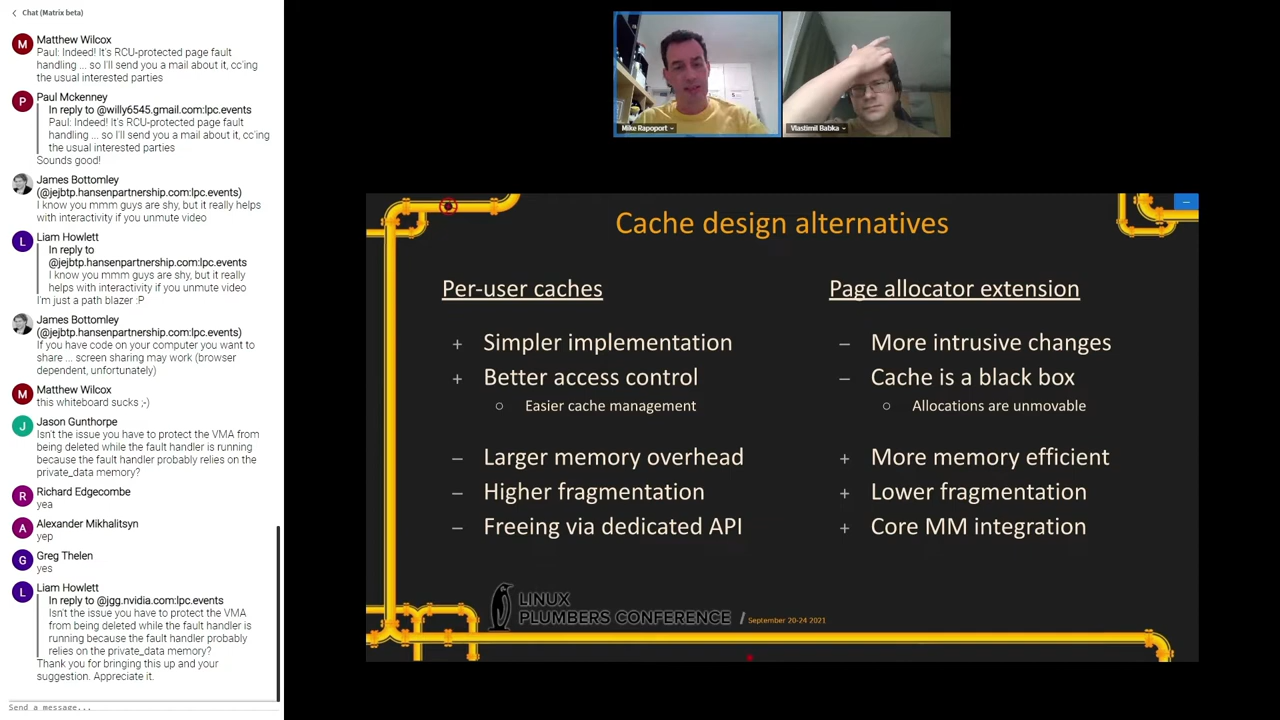 Chat (Matrix beta)
M
Matthew Wilcox
Paul: Indeed! It's RCU-protected page fault
handling ... so I'll send you a mail about it, cc'ing
the usual interested parties
P
Paul Mckenney
In reply to @willy6545.gmail.com:lpc.events
Paul: Indeed! It's RCU-protected page fault
handling ... so I'll send you a mail about it, cc'ing
the usual interested parties
Sounds good!
James Bottomley
(@jejbtp.hansenpartnership.com:lpc.events)
I know you mmm guys are shy, but it really helps
with interactivity if you unmute video
L
Liam Howlett
In reply to
@jejbtp.hansenpartnership.com:lpc.events
I know you mmm guys are shy, but it really
helps with interactivity if you unmute video
I'm just a path blazer :P
James Bottomley
(@jejbtp.hansenpartnership.com:lpc.events)
If you have code on your computer you want to
share ... screen sharing may work (browser
dependent, unfortunately)
M
Matthew Wilcox
this whiteboard sucks ;-)
J
Jason Gunthorpe
Isn't the issue you have to protect the VMA from
being deleted while the fault handler is running
because the fault handler probably relies on the
private_data memory?
R
Richard Edgecombe
yea
A
Alexander Mikhalitsyn
yep
G
Greg Thelen
yes
L
Liam Howlett
In reply to @jgg.nvidia.com:lpc.events
Isn't the issue you have to protect the VMA
from being deleted while the fault handler is
running because the fault handler probably
relies on the private_data memory?
Thank you for bringing this up and your
suggestion. Appreciate it.
Send a message...
Mike Rapoport
Vlastimil Babka
Cache design alternatives
Per-user caches
+ Simpler implementation
+ Better access control
○ Easier cache management
– Larger memory overhead
– Higher fragmentation
– Freeing via dedicated API
Page allocator extension
– More intrusive changes
– Cache is a black box
○ Allocations are unmovable
+ More memory efficient
+ Lower fragmentation
+ Core MM integration
LINUX
PLUMBERS CONFERENCE / September 20-24 2021